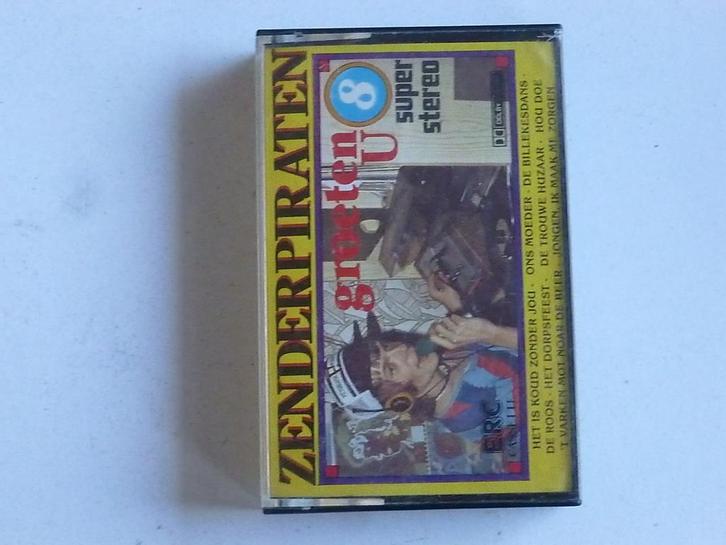 ZENDERPIRATEN
groeten
U
8
super
stereo
DOLBY
ERC
HET IS KOUD ZONDER JOU · ONS MOEDER · DE BILLEKESDANS ·
DE ROOS · HET DORPSFEEST · DE TROUWE HUZAAR · HOU DOE
'T VARKEN MOT NOAR DE BEER · JONGEN, IK MAAK ME ZORGEN